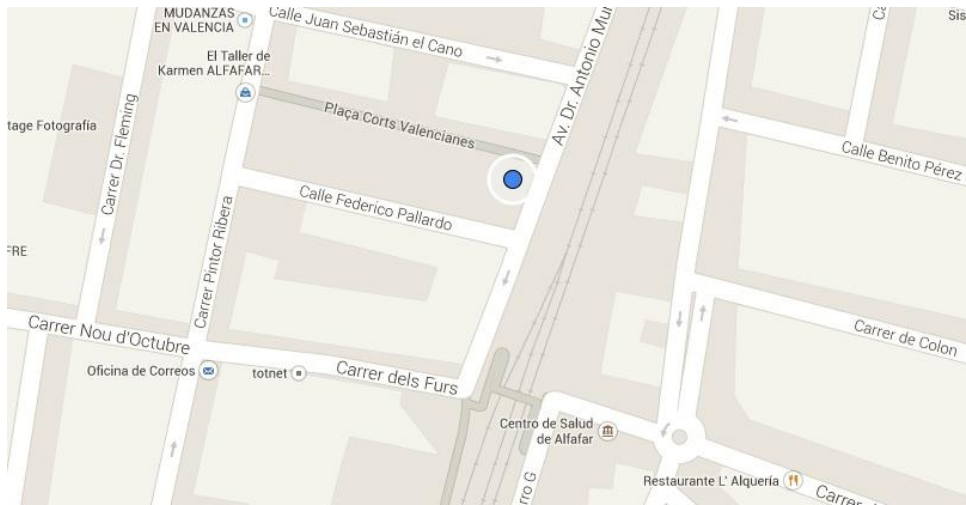 MUDANZAS
EN VALENCIA
Calle Juan Sebastián el Cano
Sis
El Taller de
Karmen ALFAFAR...
Av. Dr. Antonio Mu
Plaça Corts Valencianes
tage Fotografía
Carrer Dr. Fleming
Calle Benito Pérez
Calle Federico Pallardo
Carrer Pintor Ribera
FRE
Carrer Nou d'Octubre
Carrer de Colon
Oficina de Correos
totnet
Carrer dels Furs
Centro de Salud
de Alfafar
Restaurante L' Alquería
rro G
Carrer